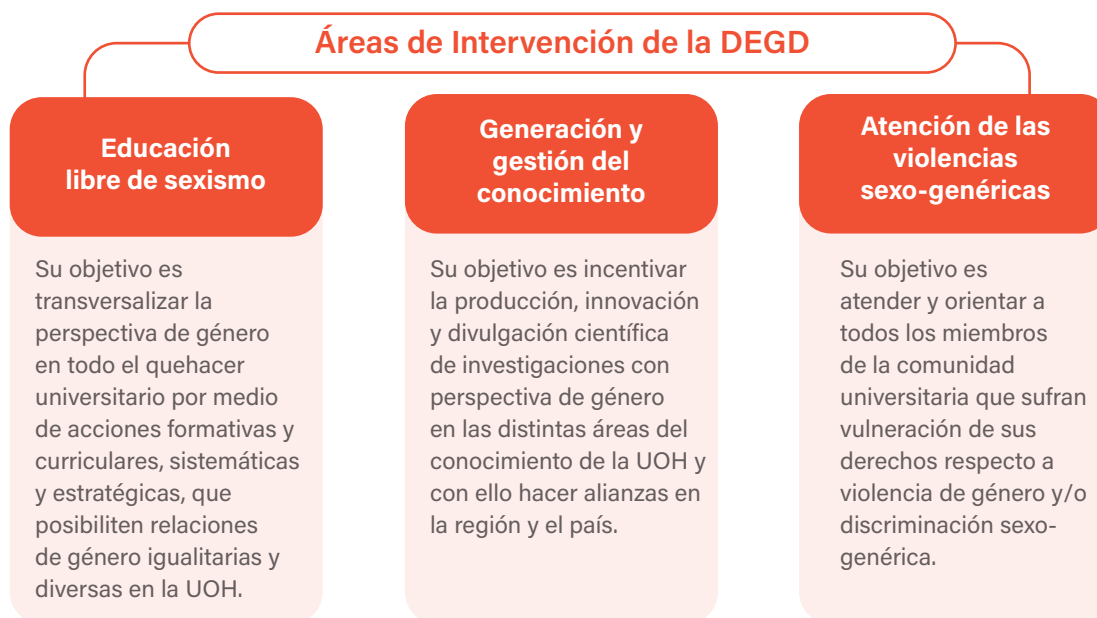 Áreas de Intervención de la DEGD
Educación
libre de sexismo
Su objetivo es
transversalizar la
perspectiva de género
en todo el quehacer
universitario por medio
de acciones formativas y
curriculares, sistemáticas
y estratégicas, que
posibiliten relaciones
de género igualitarias y
diversas en la UOH.
Generación y
gestión del
conocimiento
Su objetivo es incentivar
la producción, innovación
y divulgación científica
de investigaciones con
perspectiva de género
en las distintas áreas del
conocimiento de la UOH y
con ello hacer alianzas en
la región y el país.
Atención de las
violencias
sexo-genéricas
Su objetivo es
atender y orientar a
todos los miembros
de la comunidad
universitaria que sufran
vulneración de sus
derechos respecto a
violencia de género y/o
discriminación sexo-
genérica.